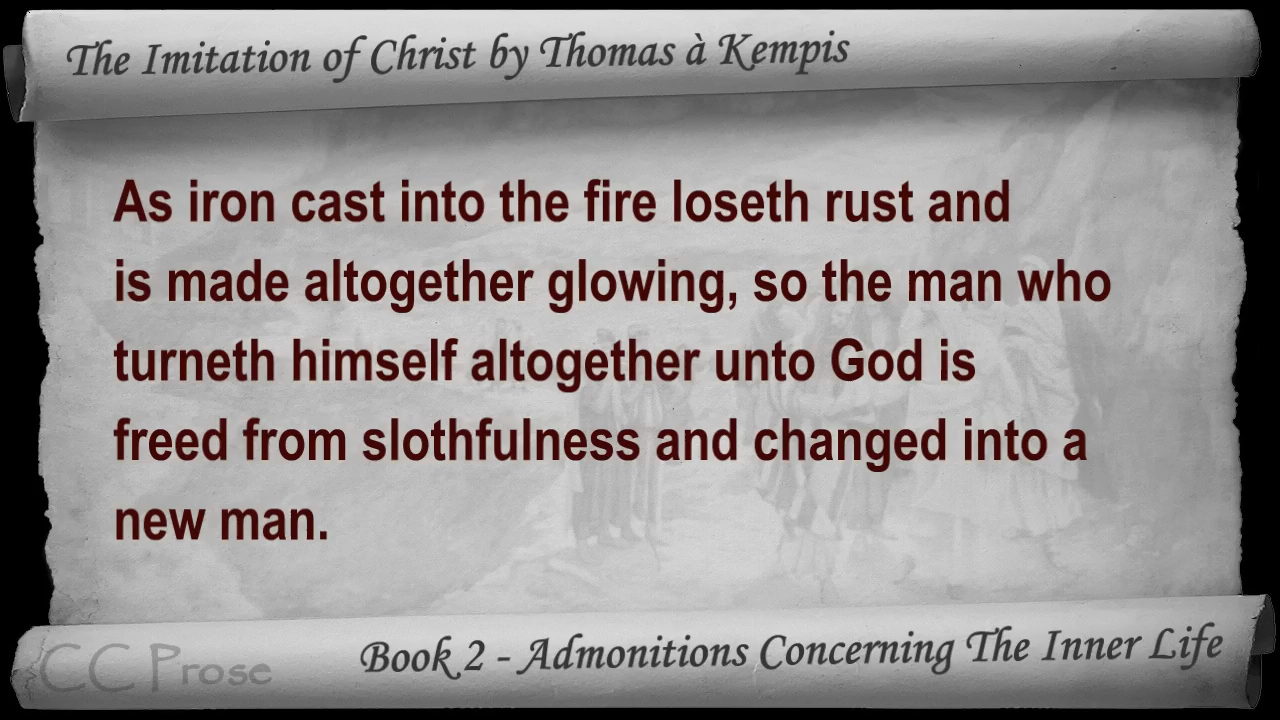 The Imitation of Christ by Thomas à Kempis
As iron cast into the fire loseth rust and
is made altogether glowing, so the man who
turneth himself altogether unto God is
freed from slothfulness and changed into a
new man.
CC Prose
Book 2 - Admonitions Concerning The Inner Life